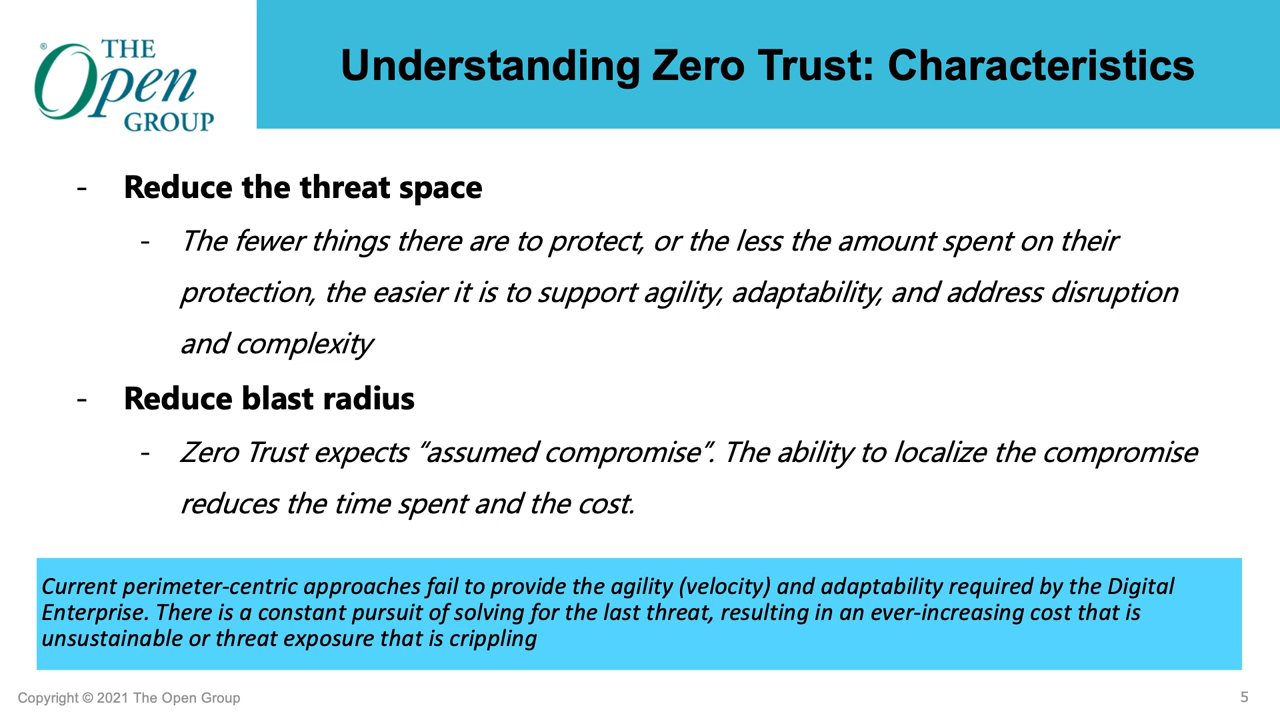 ® THE
Open
GROUP
Understanding Zero Trust: Characteristics
- Reduce the threat space
- The fewer things there are to protect, or the less the amount spent on their
protection, the easier it is to support agility, adaptability, and address disruption
and complexity
- Reduce blast radius
- Zero Trust expects “assumed compromise”. The ability to localize the compromise
reduces the time spent and the cost.
Current perimeter-centric approaches fail to provide the agility (velocity) and adaptability required by the Digital
Enterprise. There is a constant pursuit of solving for the last threat, resulting in an ever-increasing cost that is
unsustainable or threat exposure that is crippling
Copyright © 2021 The Open Group
5